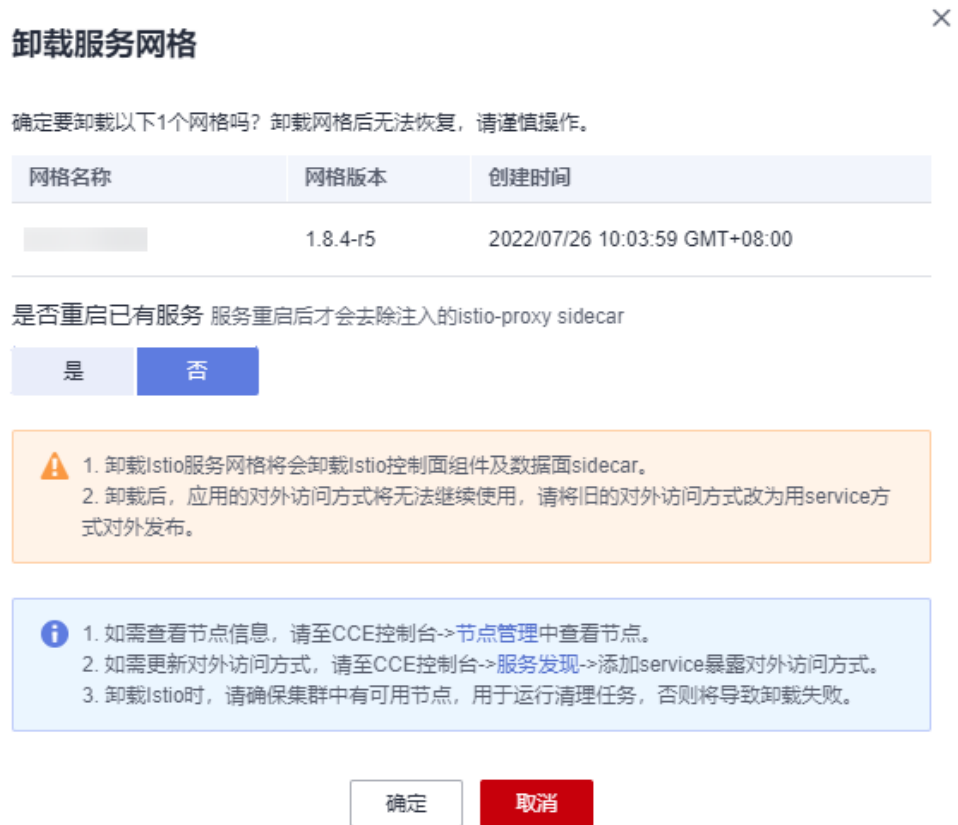 卸载服务网格
确定要卸载以下1个网格吗？卸载网格后无法恢复，请谨慎操作。
网格名称 网格版本 创建时间
1.8.4-r5 2022/07/26 10:03:59 GMT+08:00
是否重启已有服务 服务重启后才会去除注入的istio-proxy sidecar
是 否
1. 卸载Istio服务网格将会卸载Istio控制面组件及数据面sidecar。
2. 卸载后，应用的对外访问方式将无法继续使用，请将旧的对外访问方式改为用service方
式对外发布。
1. 如需查看节点信息，请至CCE控制台->节点管理中查看节点。
2. 如需更新对外访问方式，请至CCE控制台->服务发现->添加service暴露对外访问方式。
3. 卸载Istio时，请确保集群中有可用节点，用于运行清理任务，否则将导致卸载失败。
确定 取消